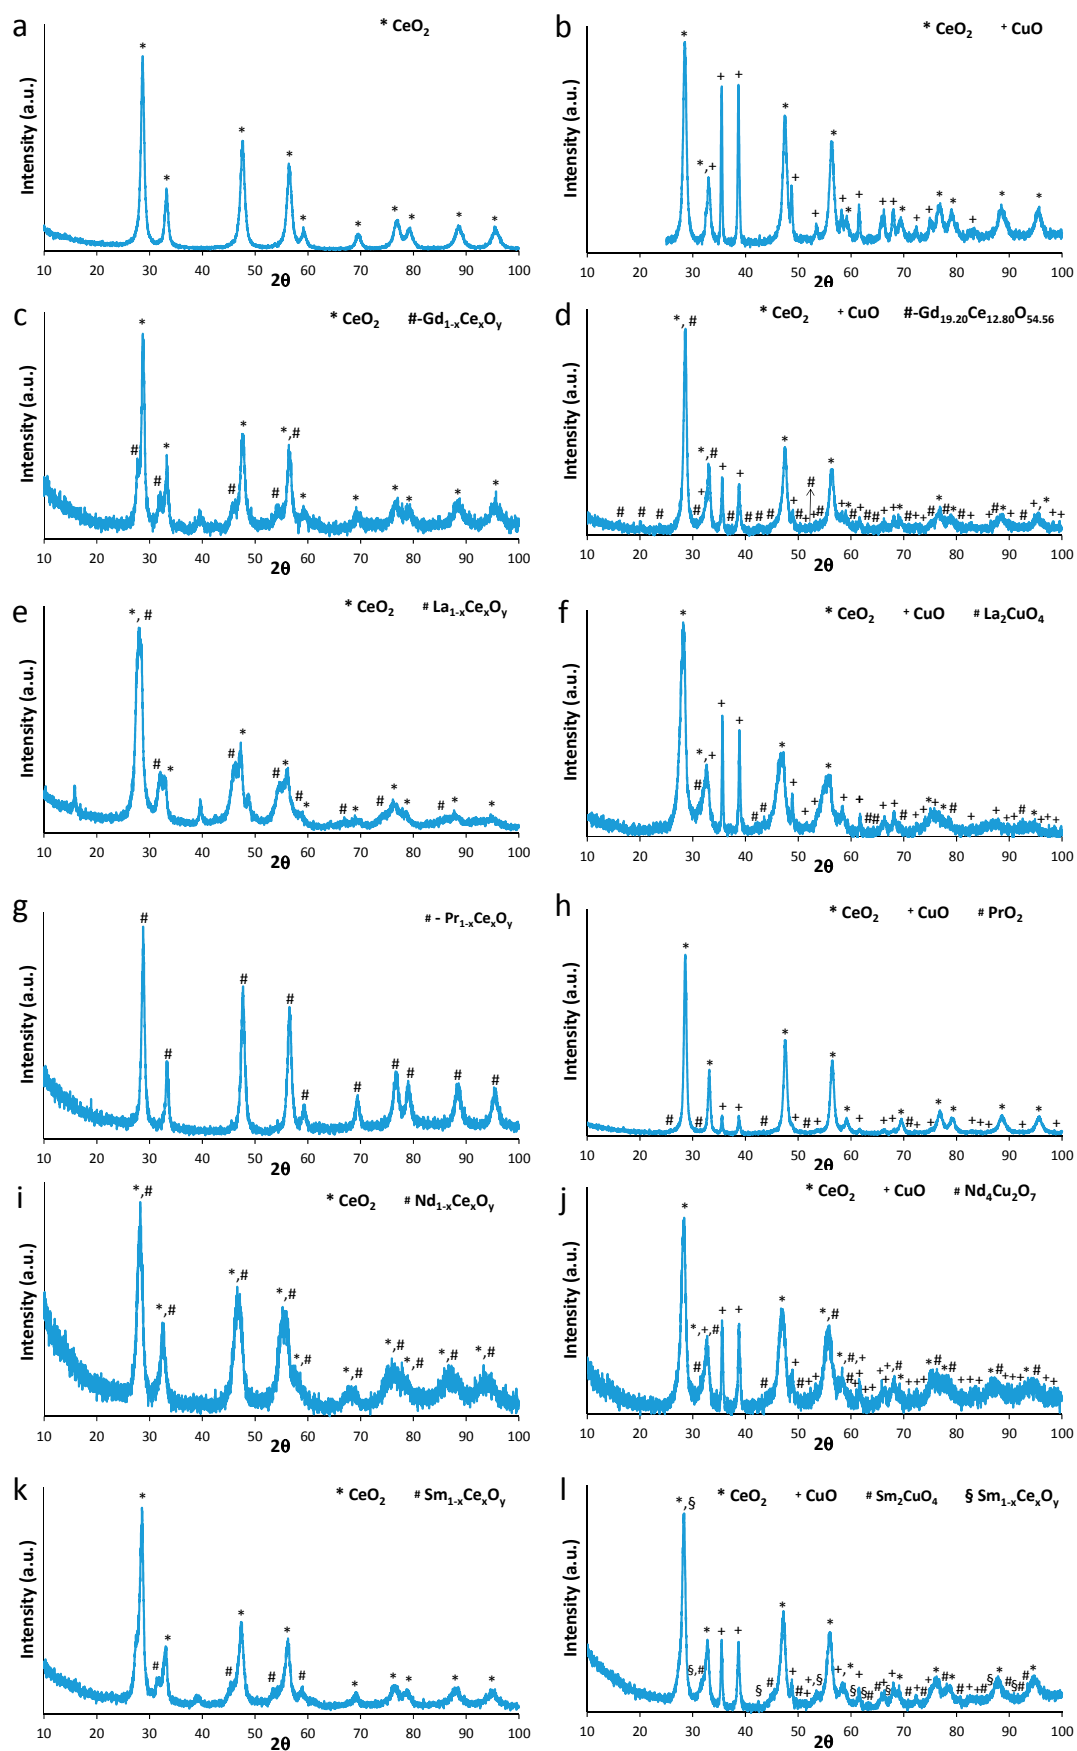 a
* CeO2
Intensity (a.u.)
10 20 30 40 50 60 70 80 90 100
2θ
b
* CeO2 + CuO
Intensity (a.u.)
10 20 30 40 50 60 70 80 90 100
2θ
c
* CeO2 #-Gd1-xCexOy
Intensity (a.u.)
10 20 30 40 50 60 70 80 90 100
2θ
d
* CeO2 + CuO #-Gd19.20Ce12.80O54.56
Intensity (a.u.)
10 20 30 40 50 60 70 80 90 100
2θ
e
* CeO2 # La1-xCexOy
Intensity (a.u.)
10 20 30 40 50 60 70 80 90 100
2θ
f
* CeO2 + CuO # La2CuO4
Intensity (a.u.)
10 20 30 40 50 60 70 80 90 100
2θ
g
# - Pr1-xCexOy
Intensity (a.u.)
10 20 30 40 50 60 70 80 90 100
2θ
h
* CeO2 + CuO # PrO2
Intensity (a.u.)
10 20 30 40 50 60 70 80 90 100
2θ
i
* CeO2 # Nd1-xCexOy
Intensity (a.u.)
10 20 30 40 50 60 70 80 90 100
2θ
j
* CeO2 + CuO # Nd4Cu2O7
Intensity (a.u.)
10 20 30 40 50 60 70 80 90 100
2θ
k
* CeO2 # Sm1-xCexOy
Intensity (a.u.)
10 20 30 40 50 60 70 80 90 100
2θ
l
* CeO2 + CuO # Sm2CuO4 § Sm1-xCexOy
Intensity (a.u.)
10 20 30 40 50 60 70 80 90 100
2θ